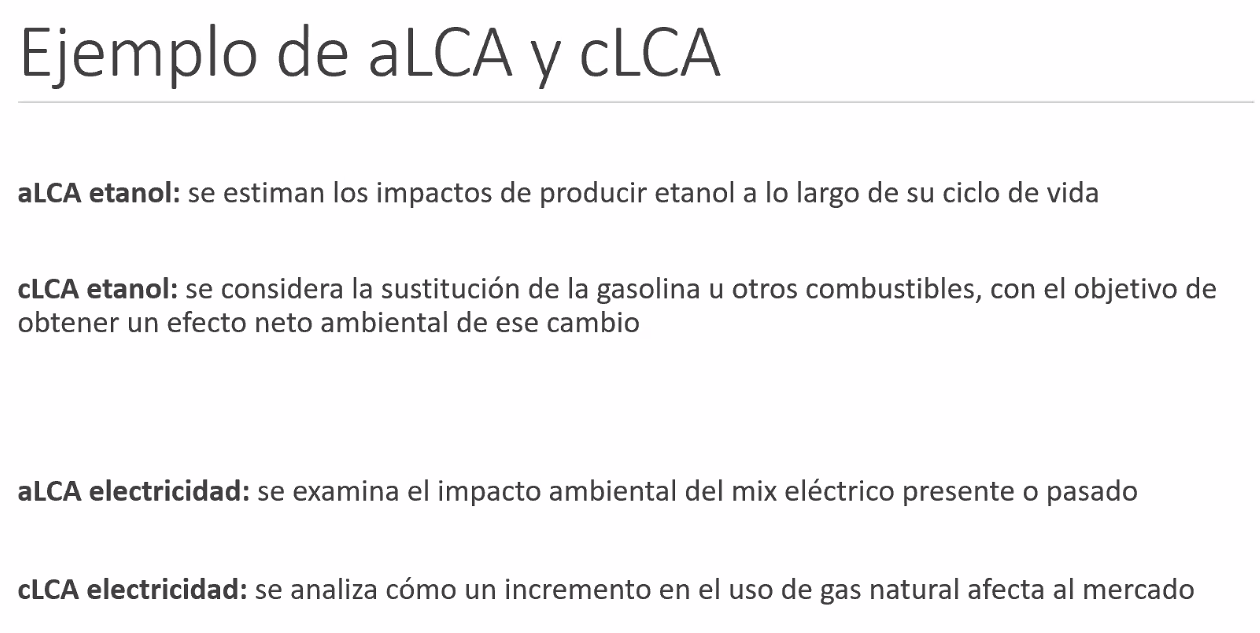 Ejemplo de aLCA y cLCA
aLCA etanol: se estiman los impactos de producir etanol a lo largo de su ciclo de vida
cLCA etanol: se considera la sustitución de la gasolina u otros combustibles, con el objetivo de
obtener un efecto neto ambiental de ese cambio
aLCA electricidad: se examina el impacto ambiental del mix eléctrico presente o pasado
cLCA electricidad: se analiza cómo un incremento en el uso de gas natural afecta al mercado